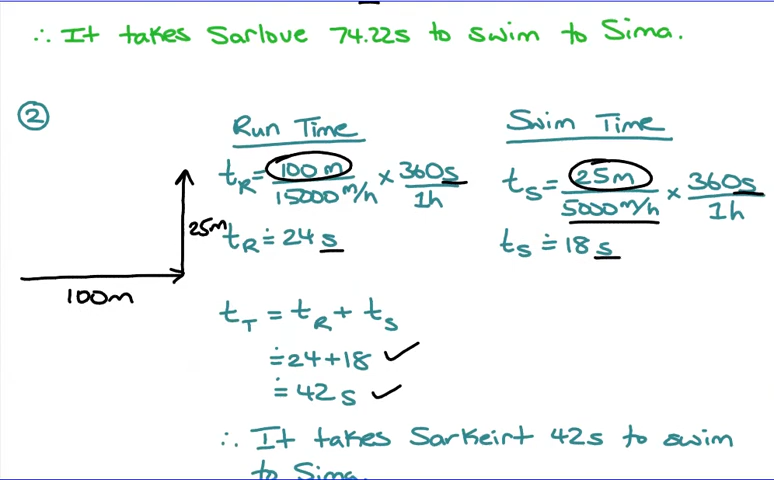 ∴ It takes Sarlove 74.22s to swim to Sima.
②
Run Time
t_R = 100m / 15000 m/h × 360s / 1h
t_R ≐ 24 s
Swim Time
t_S = 25m / 5000 m/h × 360s / 1h
t_S ≐ 18 s
25m
100m
t_T = t_R + t_S
≐ 24 + 18 ✓
≐ 42 s ✓
∴ It takes Sarkeirt 42s to swim
to Sima.